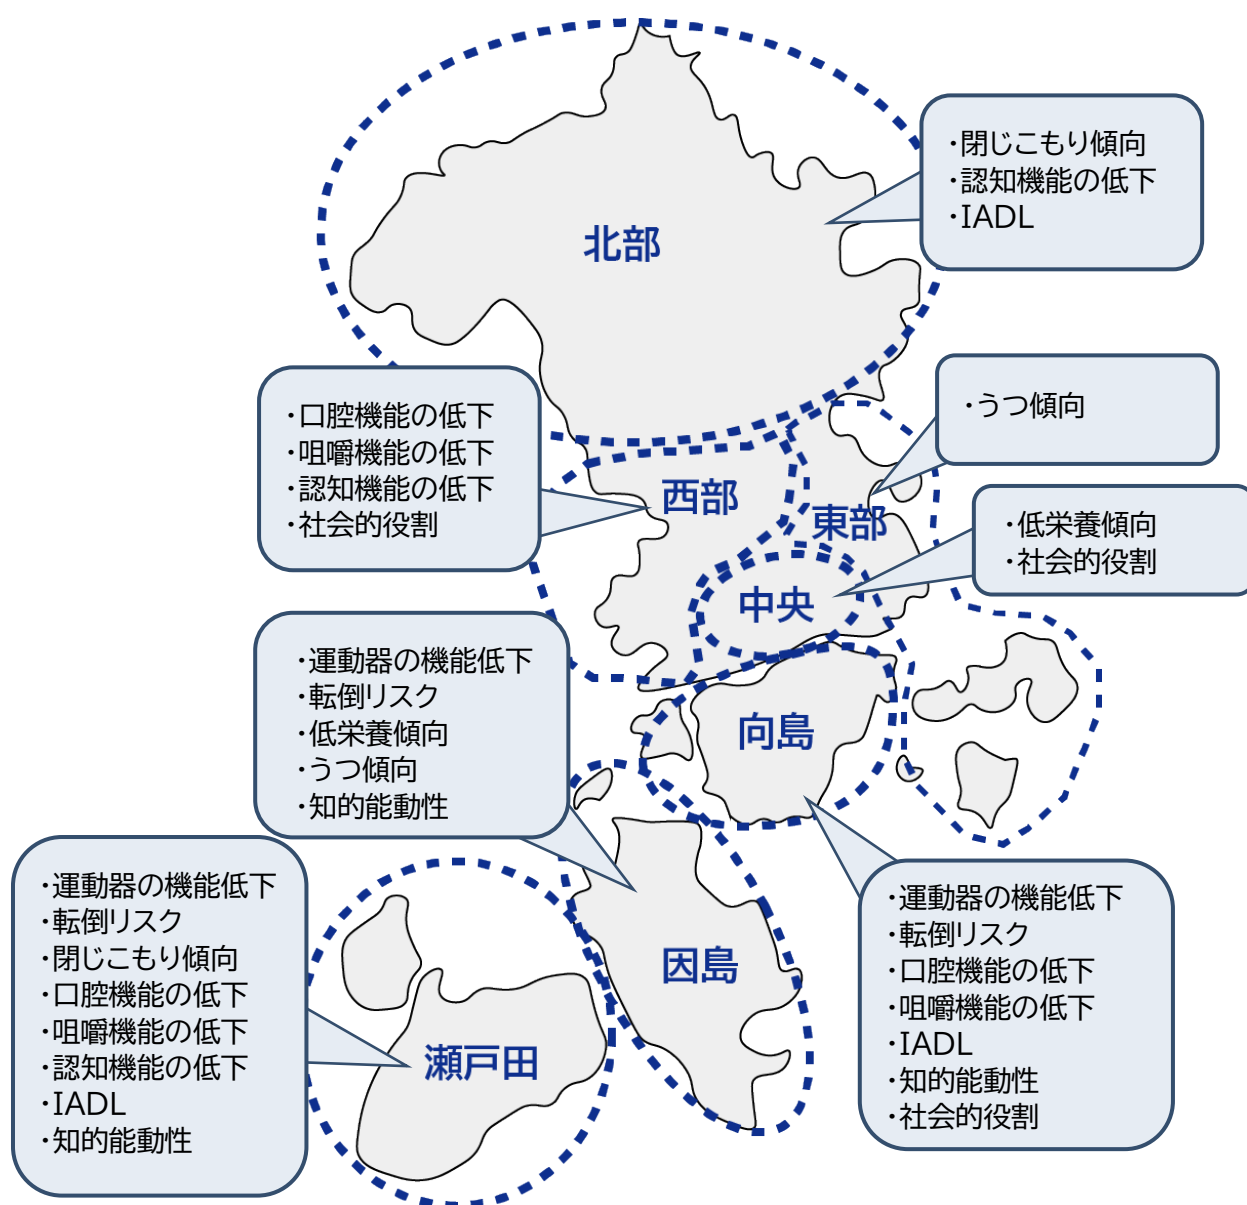 ・閉じこもり傾向
・認知機能の低下
・IADL
北部
・うつ傾向
・口腔機能の低下
・咀嚼機能の低下
・認知機能の低下
・社会的役割
西部
東部
・低栄養傾向
・社会的役割
中央
・運動器の機能低下
・転倒リスク
・低栄養傾向
・うつ傾向
・知的能動性
向島
・運動器の機能低下
・転倒リスク
・閉じこもり傾向
・口腔機能の低下
・咀嚼機能の低下
・認知機能の低下
・IADL
・知的能動性
因島
瀬戸田
・運動器の機能低下
・転倒リスク
・口腔機能の低下
・咀嚼機能の低下
・IADL
・知的能動性
・社会的役割